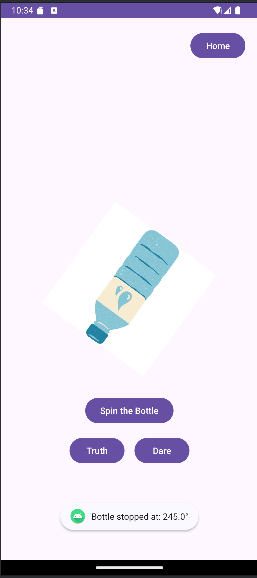 10:34
Home
Spin the Bottle
Truth
Dare
Bottle stopped at: 245.0°